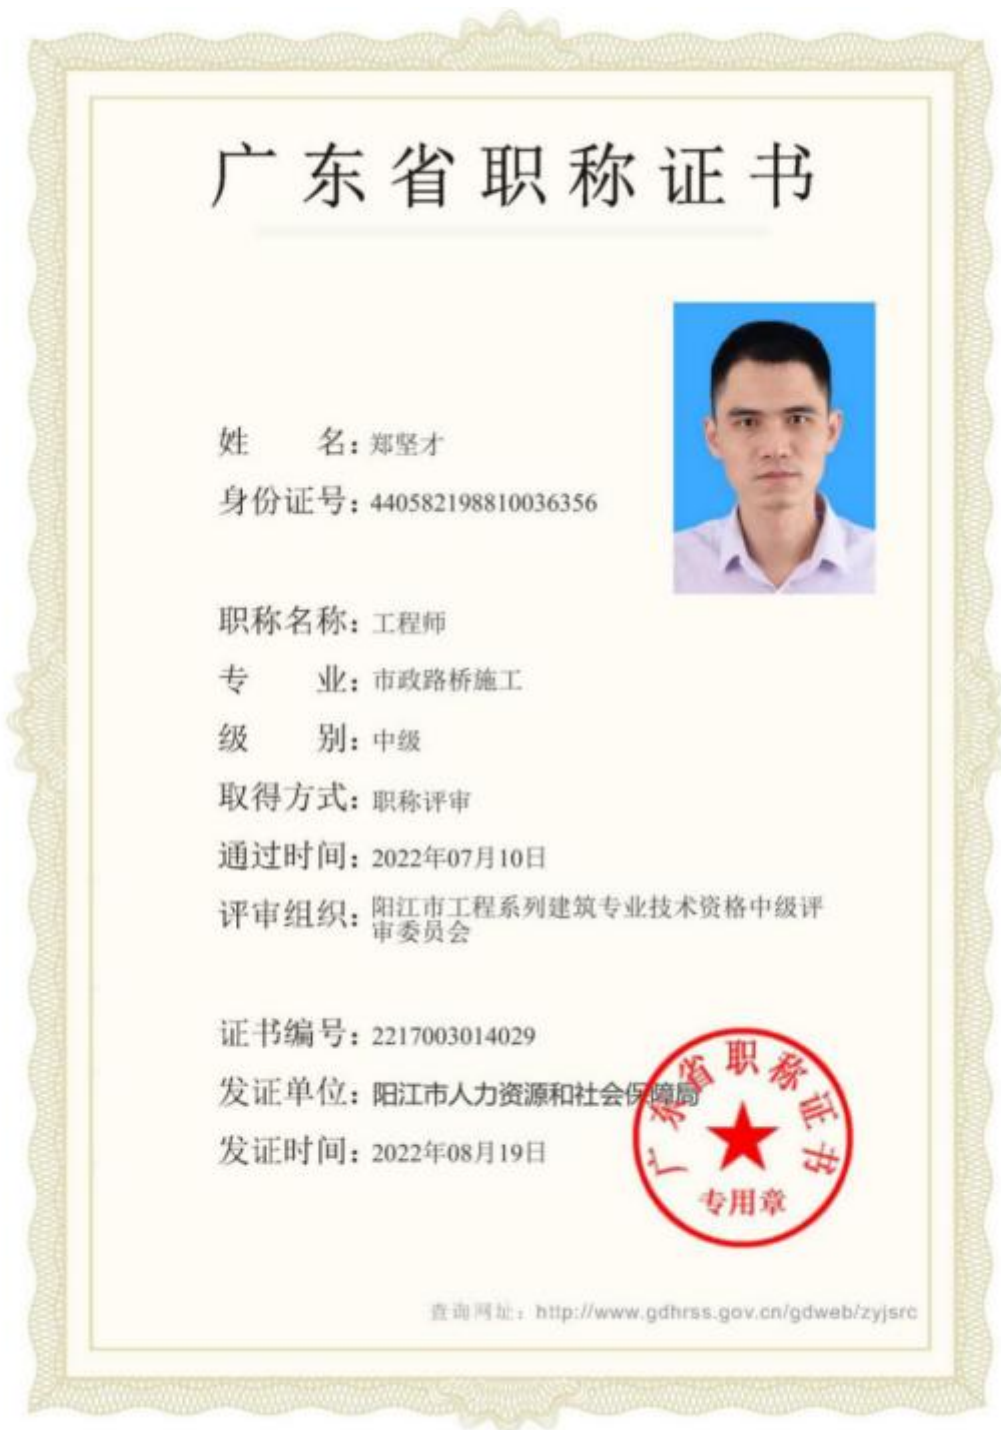 广东省职称证书
姓 名：郑坚才
身份证号：440582198810036356
职称名称：工程师
专 业：市政路桥施工
级 别：中级
取得方式：职称评审
通过时间：2022年07月10日
评审组织：阳江市工程系列建筑专业技术资格中级评
审委员会
证书编号：2217003014029
发证单位：阳江市人力资源和社会保障局
发证时间：2022年08月19日
广东省职称证书
专用章
查询网址：http://www.gdhrss.gov.cn/gdweb/zyjsrc